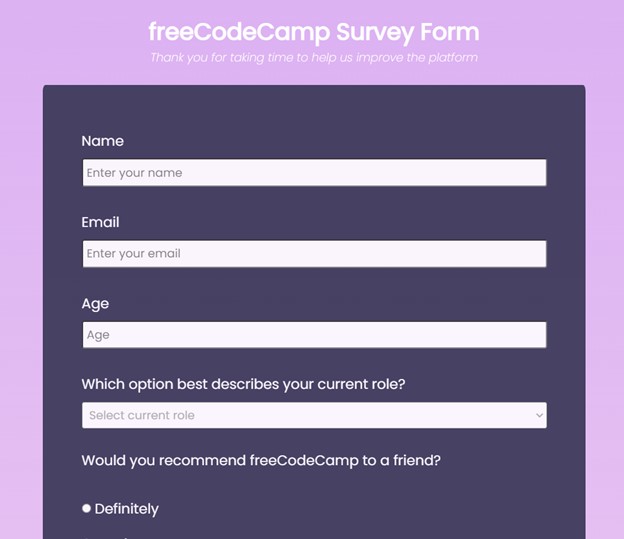 freeCodeCamp Survey Form
Thank you for taking time to help us improve the platform
Name
Enter your name
Email
Enter your email
Age
Age
Which option best describes your current role?
Select current role
Would you recommend freeCodeCamp to a friend?
Definitely